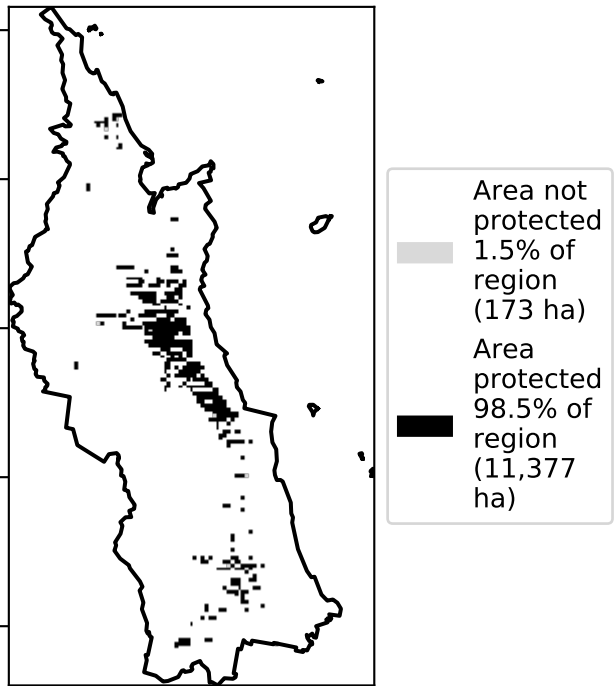 Area not
protected
1.5% of
region
(173 ha)
Area
protected
98.5% of
region
(11,377
ha)